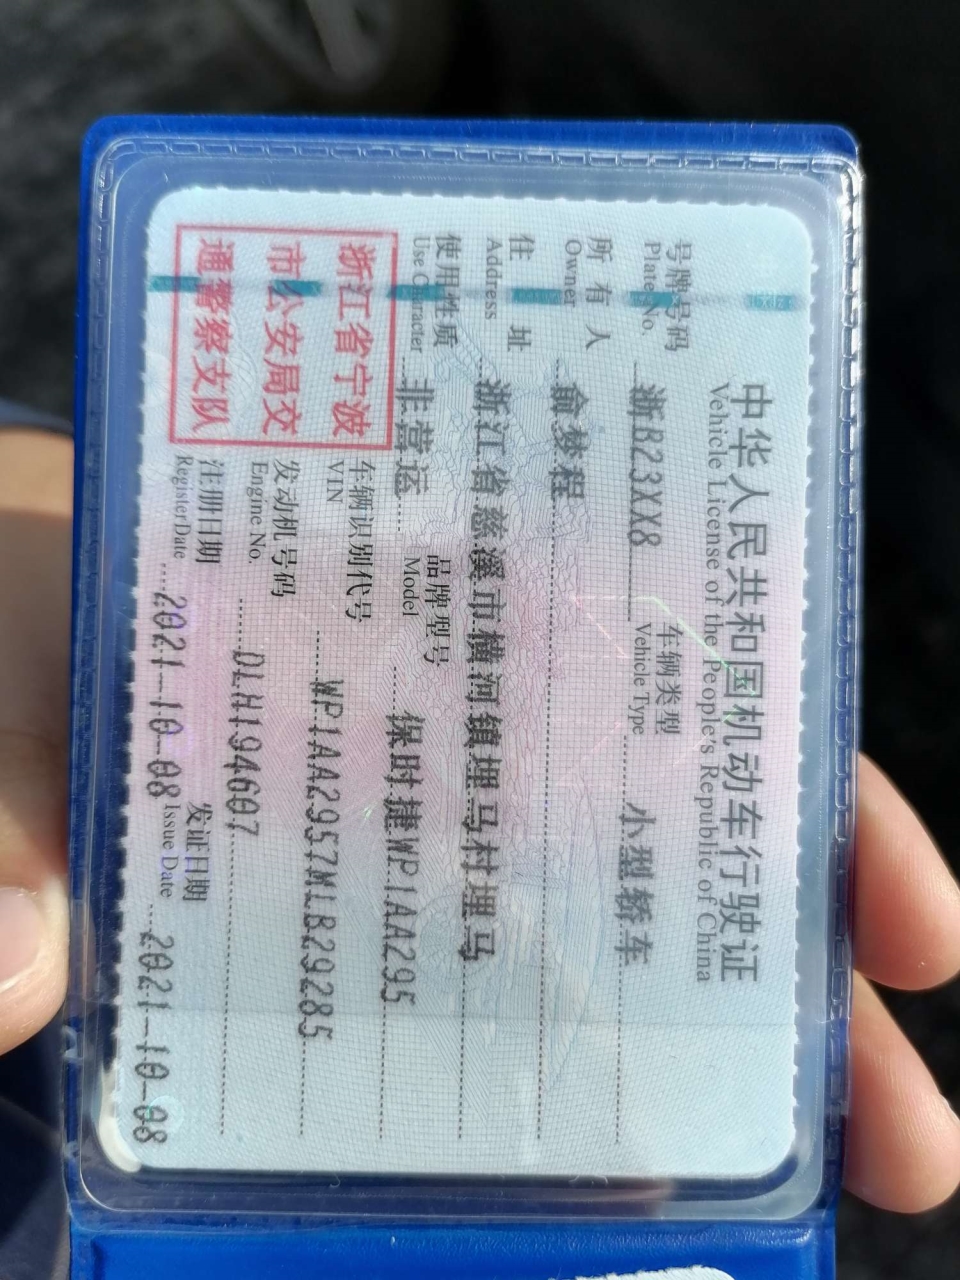 中华人民共和国机动车行驶证
Vehicle License of the People's Republic of China
号牌号码 浙B23XX8 车辆类型 小型轿车
Plate No. Vehicle Type
所有人 俞梦程
Owner
住址 浙江省慈溪市横河镇埋马村埋马
Address
使用性质 非营运 品牌型号 保时捷WP1AA295
Use Character Model
浙江省宁波
市公安局交
通警察支队
车辆识别代号 WP1AA2957MLB29285
VIN
发动机号码 DLH194607
Engine No.
注册日期 2021-10-08 发证日期 2021-10-08
Register Date Issue Date